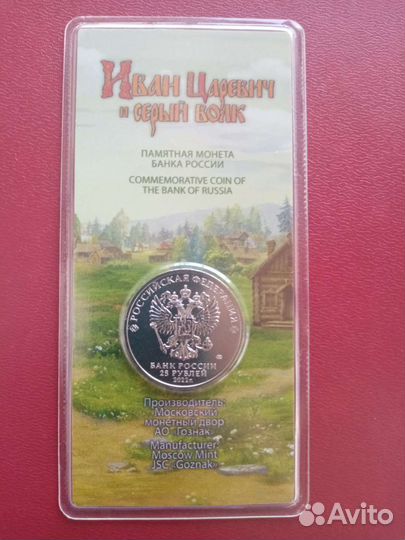 Иван Царевич
и серый волк
ПАМЯТНАЯ МОНЕТА
БАНКА РОССИИ
COMMEMORATIVE COIN OF
THE BANK OF RUSSIA
РОССИЙСКАЯ ФЕДЕРАЦИЯ
БАНК РОССИИ
25 РУБЛЕЙ
2022г.
Производитель:
Московский
монетный двор
АО "Гознак"
Manufacturer:
Moscow Mint
JSC «Goznak»
Avito